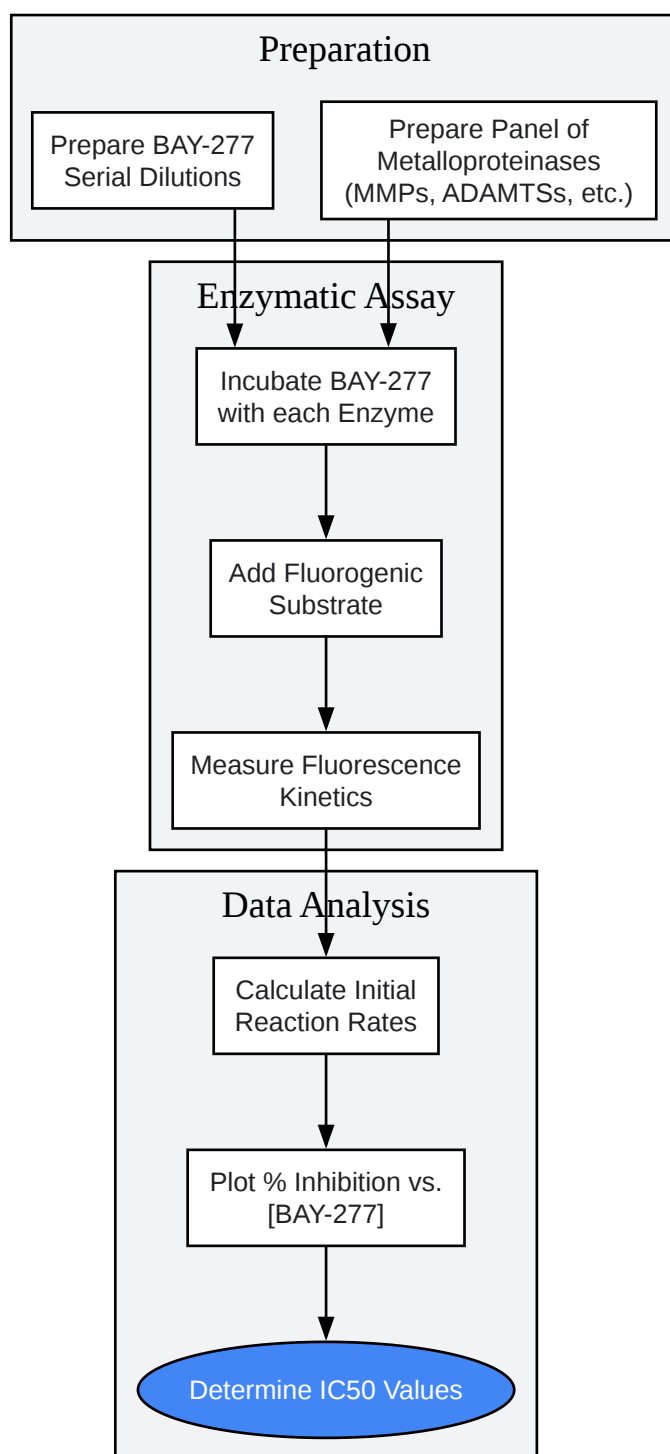 Preparation
Prepare BAY-277
Serial Dilutions
Prepare Panel of
Metalloproteinases
(MMPs, ADAMTSs, etc.)
Enzymatic Assay
Incubate BAY-277
with each Enzyme
Add Fluorogenic
Substrate
Measure Fluorescence
Kinetics
Data Analysis
Calculate Initial
Reaction Rates
Plot % Inhibition vs.
[BAY-277]
Determine IC50 Values